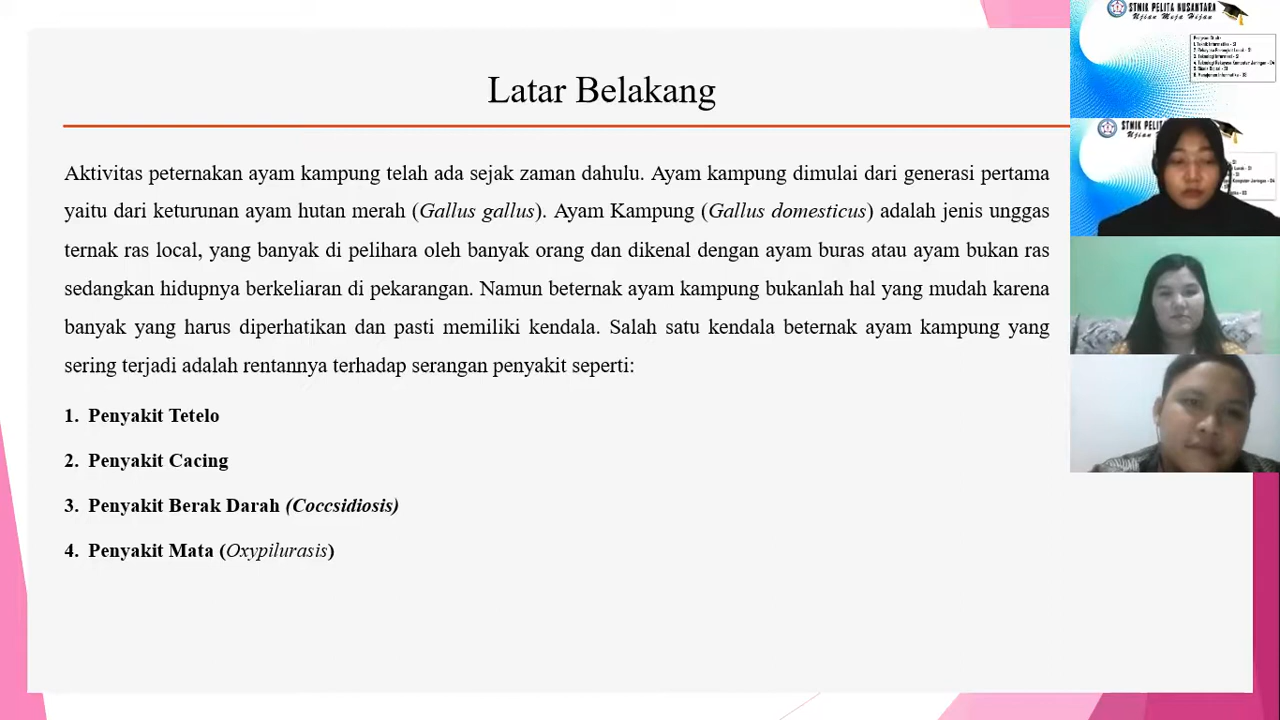 Latar Belakang
Aktivitas peternakan ayam kampung telah ada sejak zaman dahulu. Ayam kampung dimulai dari generasi pertama
yaitu dari keturunan ayam hutan merah (Gallus gallus). Ayam Kampung (Gallus domesticus) adalah jenis unggas
ternak ras local, yang banyak di pelihara oleh banyak orang dan dikenal dengan ayam buras atau ayam bukan ras
sedangkan hidupnya berkeliaran di pekarangan. Namun beternak ayam kampung bukanlah hal yang mudah karena
banyak yang harus diperhatikan dan pasti memiliki kendala. Salah satu kendala beternak ayam kampung yang
sering terjadi adalah rentannya terhadap serangan penyakit seperti:
1. Penyakit Tetelo
2. Penyakit Cacing
3. Penyakit Berak Darah (Coccsidiosis)
4. Penyakit Mata (Oxypilurasis)
STMIK PELITA NUSANTARA
Ujian Meja Hijau
STMIK